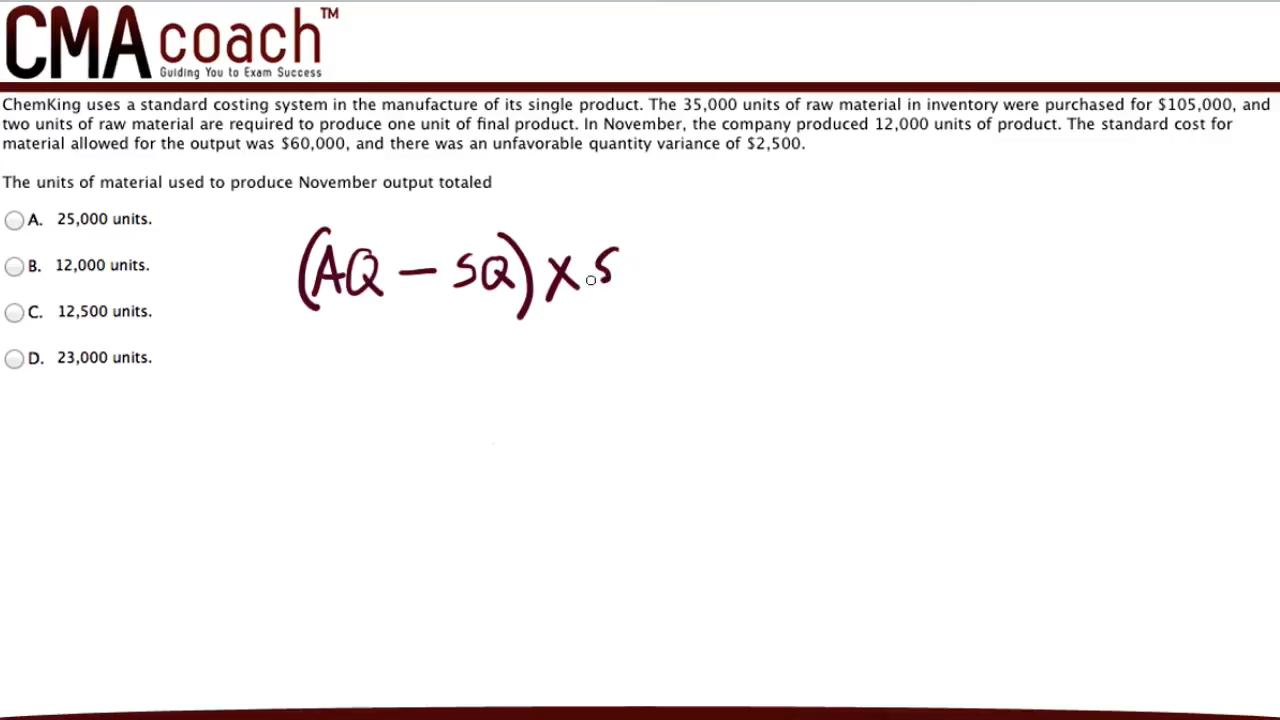 CMAcoach™
Guiding You to Exam Success
ChemKing uses a standard costing system in the manufacture of its single product. The 35,000 units of raw material in inventory were purchased for $105,000, and
two units of raw material are required to produce one unit of final product. In November, the company produced 12,000 units of product. The standard cost for
material allowed for the output was $60,000, and there was an unfavorable quantity variance of $2,500.
The units of material used to produce November output totaled
A. 25,000 units.
B. 12,000 units.
C. 12,500 units.
D. 23,000 units.
(AQ - SQ) X S